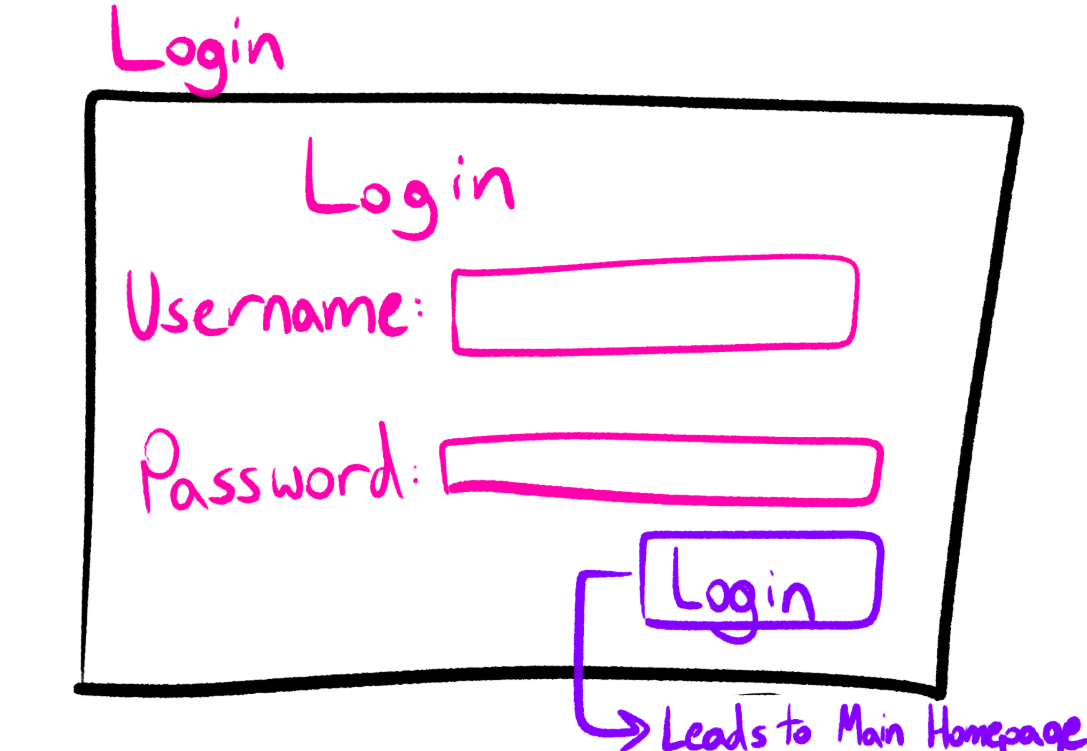 Login
Login
Username:
Password:
Login
Leads to Main Homepage